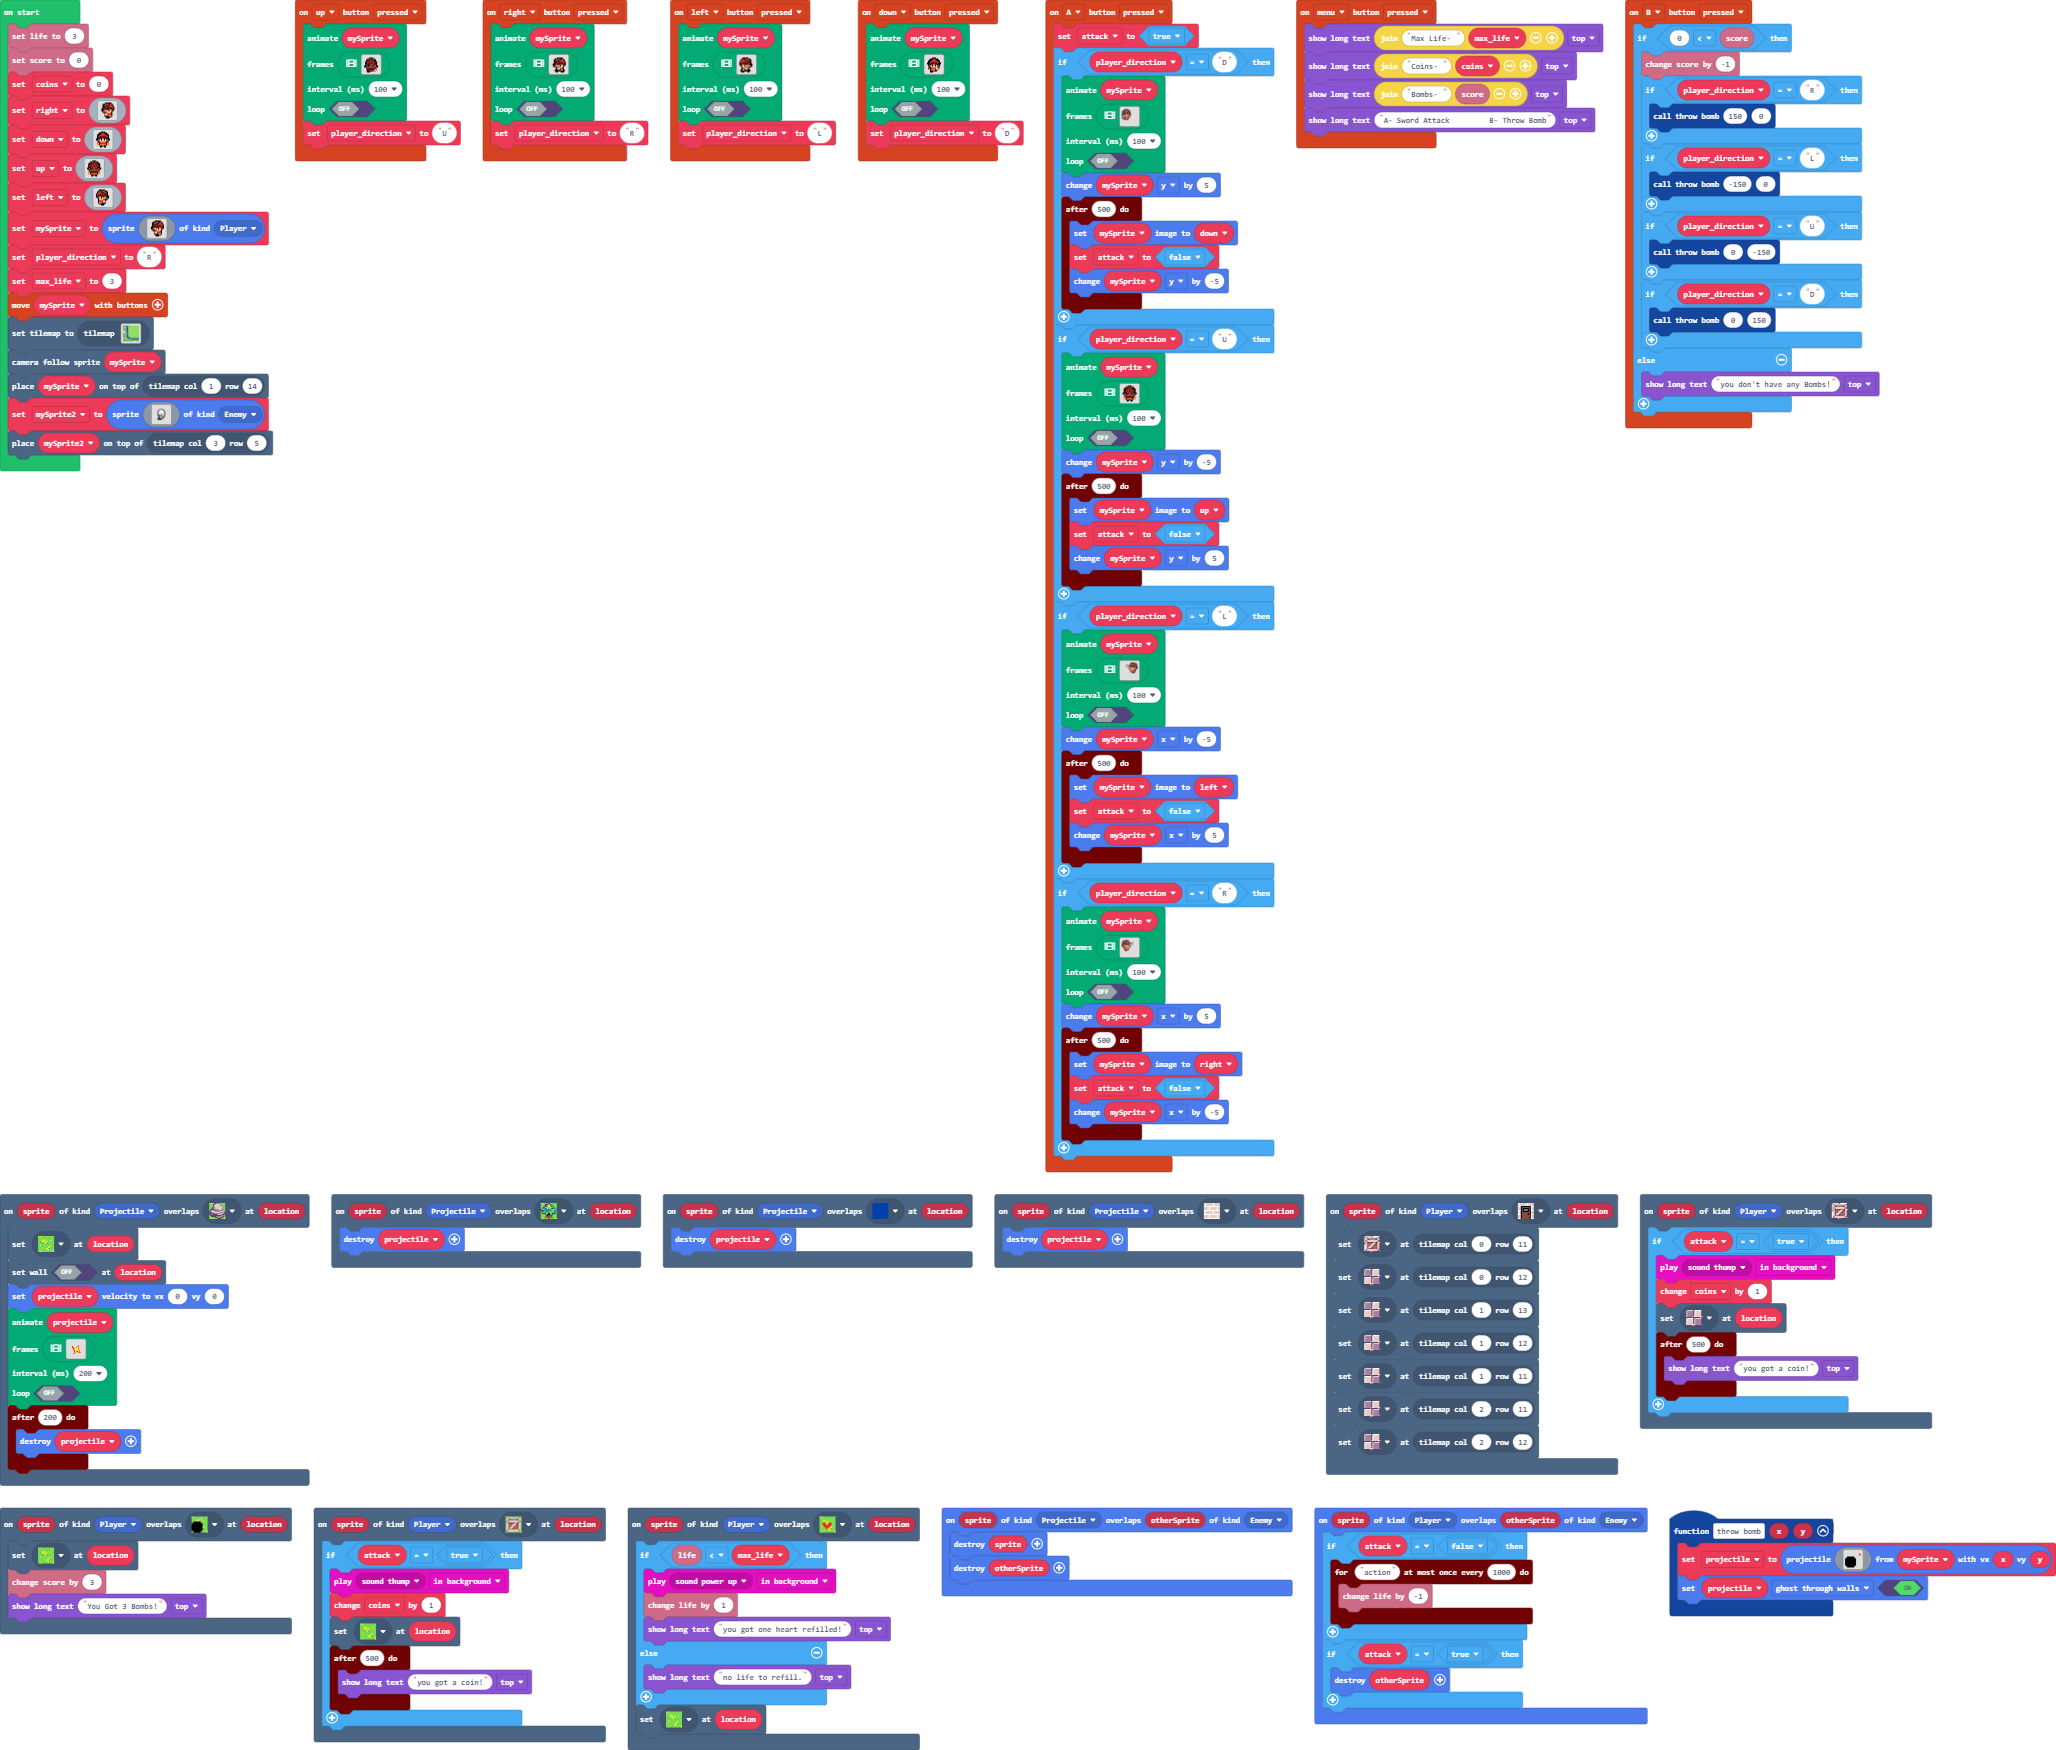 on start
set life to 3
set score to 0
set coins to 0
set right to
set down to
set up to
set left to
set mySprite to sprite of kind Player
set player_direction to "R"
set max_life to 3
move mySprite with buttons
set tilemap to tilemap
camera follow sprite mySprite
place mySprite on top of tilemap col 1 row 14
set mySprite2 to sprite of kind Enemy
place mySprite2 on top of tilemap col 3 row 5
on up button pressed
animate mySprite
frames
interval (ms) 100
loop OFF
set player_direction to "U"
on right button pressed
animate mySprite
frames
interval (ms) 100
loop OFF
set player_direction to "R"
on left button pressed
animate mySprite
frames
interval (ms) 100
loop OFF
set player_direction to "L"
on down button pressed
animate mySprite
frames
interval (ms) 100
loop OFF
set player_direction to "D"
on A button pressed
set attack to true
if player_direction = "D" then
animate mySprite
frames
interval (ms) 100
loop OFF
change mySprite y by 5
after 500 do
set mySprite image to down
set attack to false
change mySprite y by -5
if player_direction = "U" then
animate mySprite
frames
interval (ms) 100
loop OFF
change mySprite y by -5
after 500 do
set mySprite image to up
set attack to false
change mySprite y by 5
if player_direction = "L" then
animate mySprite
frames
interval (ms) 100
loop OFF
change mySprite x by -5
after 500 do
set mySprite image to left
set attack to false
change mySprite x by 5
if player_direction = "R" then
animate mySprite
frames
interval (ms) 100
loop OFF
change mySprite x by 5
after 500 do
set mySprite image to right
set attack to false
change mySprite x by -5
on menu button pressed
show long text join "Max Life- " max_life top
show long text join "Coins- " coins top
show long text join "Bombs- " score top
show long text "A- Sword Attack B- Throw Bomb" top
on B button pressed
if 0 < score then
change score by -1
if player_direction = "R" then
call throw bomb 150 0
if player_direction = "L" then
call throw bomb -150 0
if player_direction = "U" then
call throw bomb 0 -150
if player_direction = "D" then
call throw bomb 0 150
else
show long text "you don't have any Bombs!" top
on sprite of kind Projectile overlaps at location
set at location
set wall OFF at location
set projectile velocity to vx 0 vy 0
animate projectile
frames
interval (ms) 200
loop OFF
after 200 do
destroy projectile
on sprite of kind Projectile overlaps at location
destroy projectile
on sprite of kind Projectile overlaps at location
destroy projectile
on sprite of kind Projectile overlaps at location
destroy projectile
on sprite of kind Player overlaps at location
set at tilemap col 0 row 11
set at tilemap col 0 row 12
set at tilemap col 1 row 13
set at tilemap col 1 row 12
set at tilemap col 1 row 11
set at tilemap col 2 row 11
set at tilemap col 2 row 12
on sprite of kind Player overlaps at location
if attack = true then
play sound thump in background
change coins by 1
set at location
after 500 do
show long text "you got a coin!" top
on sprite of kind Player overlaps at location
set at location
change score by 3
show long text "You Got 3 Bombs!" top
on sprite of kind Player overlaps at location
if attack = true then
play sound thump in background
change coins by 1
set at location
after 500 do
show long text "you got a coin!" top
on sprite of kind Player overlaps at location
if life < max_life then
play sound power up in background
change life by 1
show long text "you got one heart refilled!" top
else
show long text "no life to refill." top
set at location
on sprite of kind Projectile overlaps otherSprite of kind Enemy
destroy sprite
destroy otherSprite
on sprite of kind Player overlaps otherSprite of kind Enemy
if attack = false then
for "action" at most once every 1000 do
change life by -1
if attack = true then
destroy otherSprite
function throw bomb x y
set projectile to projectile from mySprite with vx x vy y
set projectile ghost through walls ON